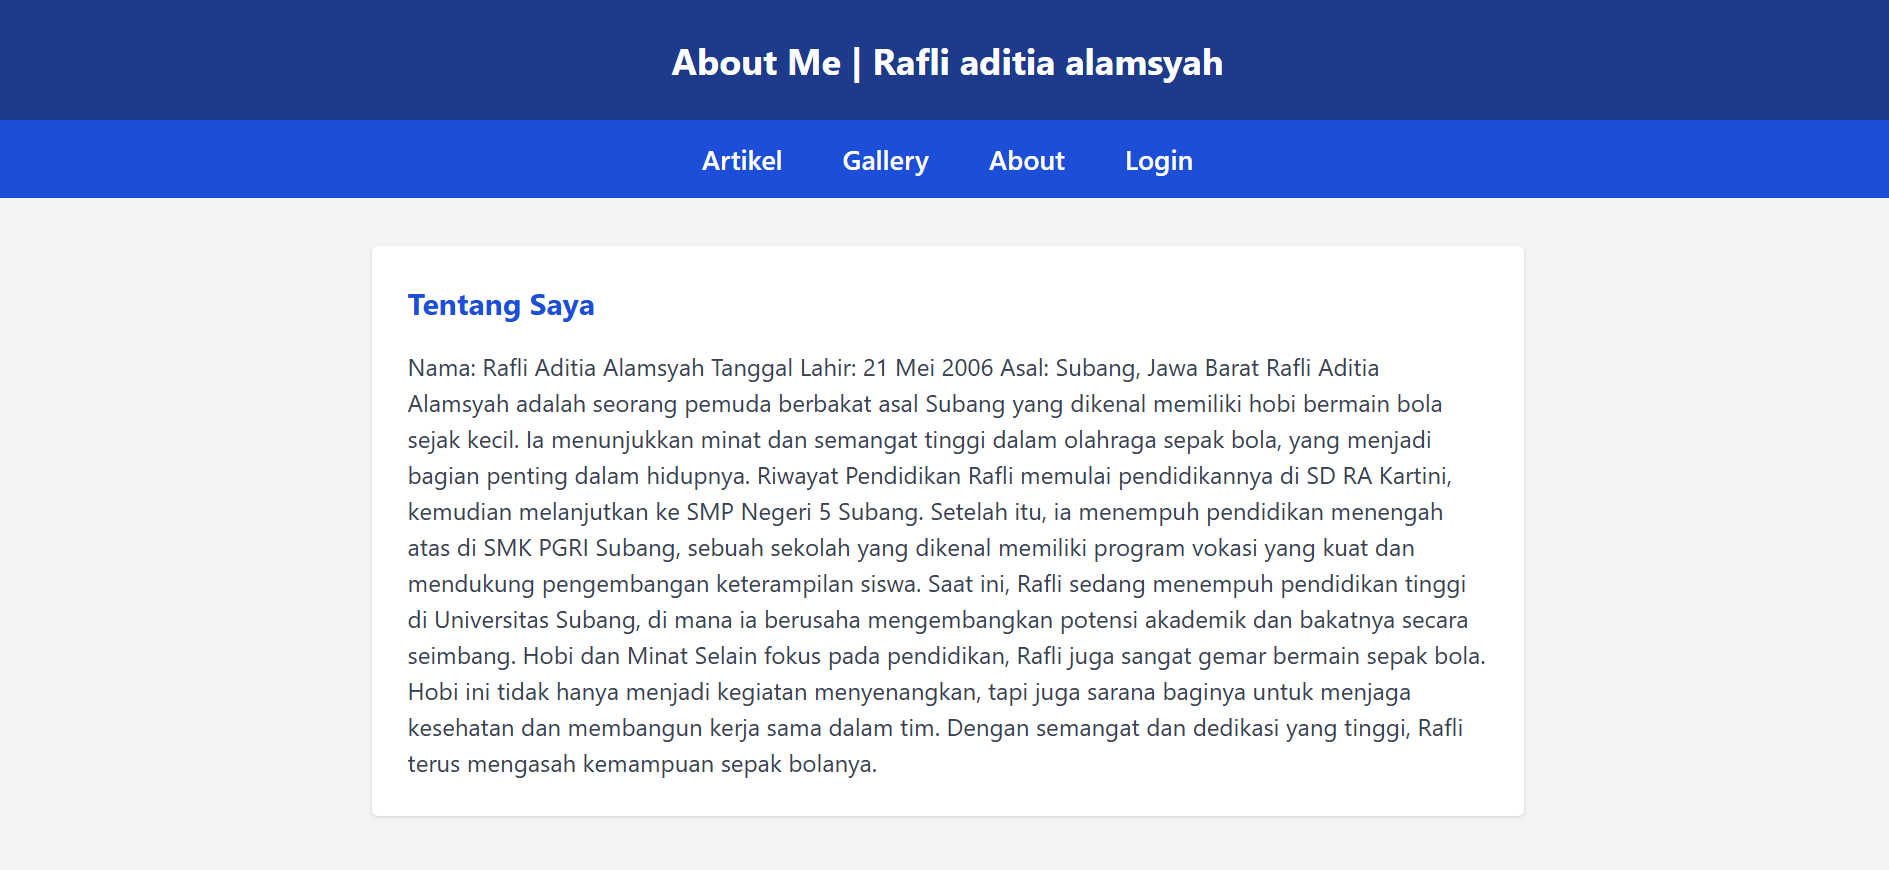 About Me | Rafli aditia alamsyah
Artikel Gallery About Login
Tentang Saya
Nama: Rafli Aditia Alamsyah Tanggal Lahir: 21 Mei 2006 Asal: Subang, Jawa Barat Rafli Aditia
Alamsyah adalah seorang pemuda berbakat asal Subang yang dikenal memiliki hobi bermain bola
sejak kecil. Ia menunjukkan minat dan semangat tinggi dalam olahraga sepak bola, yang menjadi
bagian penting dalam hidupnya. Riwayat Pendidikan Rafli memulai pendidikannya di SD RA Kartini,
kemudian melanjutkan ke SMP Negeri 5 Subang. Setelah itu, ia menempuh pendidikan menengah
atas di SMK PGRI Subang, sebuah sekolah yang dikenal memiliki program vokasi yang kuat dan
mendukung pengembangan keterampilan siswa. Saat ini, Rafli sedang menempuh pendidikan tinggi
di Universitas Subang, di mana ia berusaha mengembangkan potensi akademik dan bakatnya secara
seimbang. Hobi dan Minat Selain fokus pada pendidikan, Rafli juga sangat gemar bermain sepak bola.
Hobi ini tidak hanya menjadi kegiatan menyenangkan, tapi juga sarana baginya untuk menjaga
kesehatan dan membangun kerja sama dalam tim. Dengan semangat dan dedikasi yang tinggi, Rafli
terus mengasah kemampuan sepak bolanya.